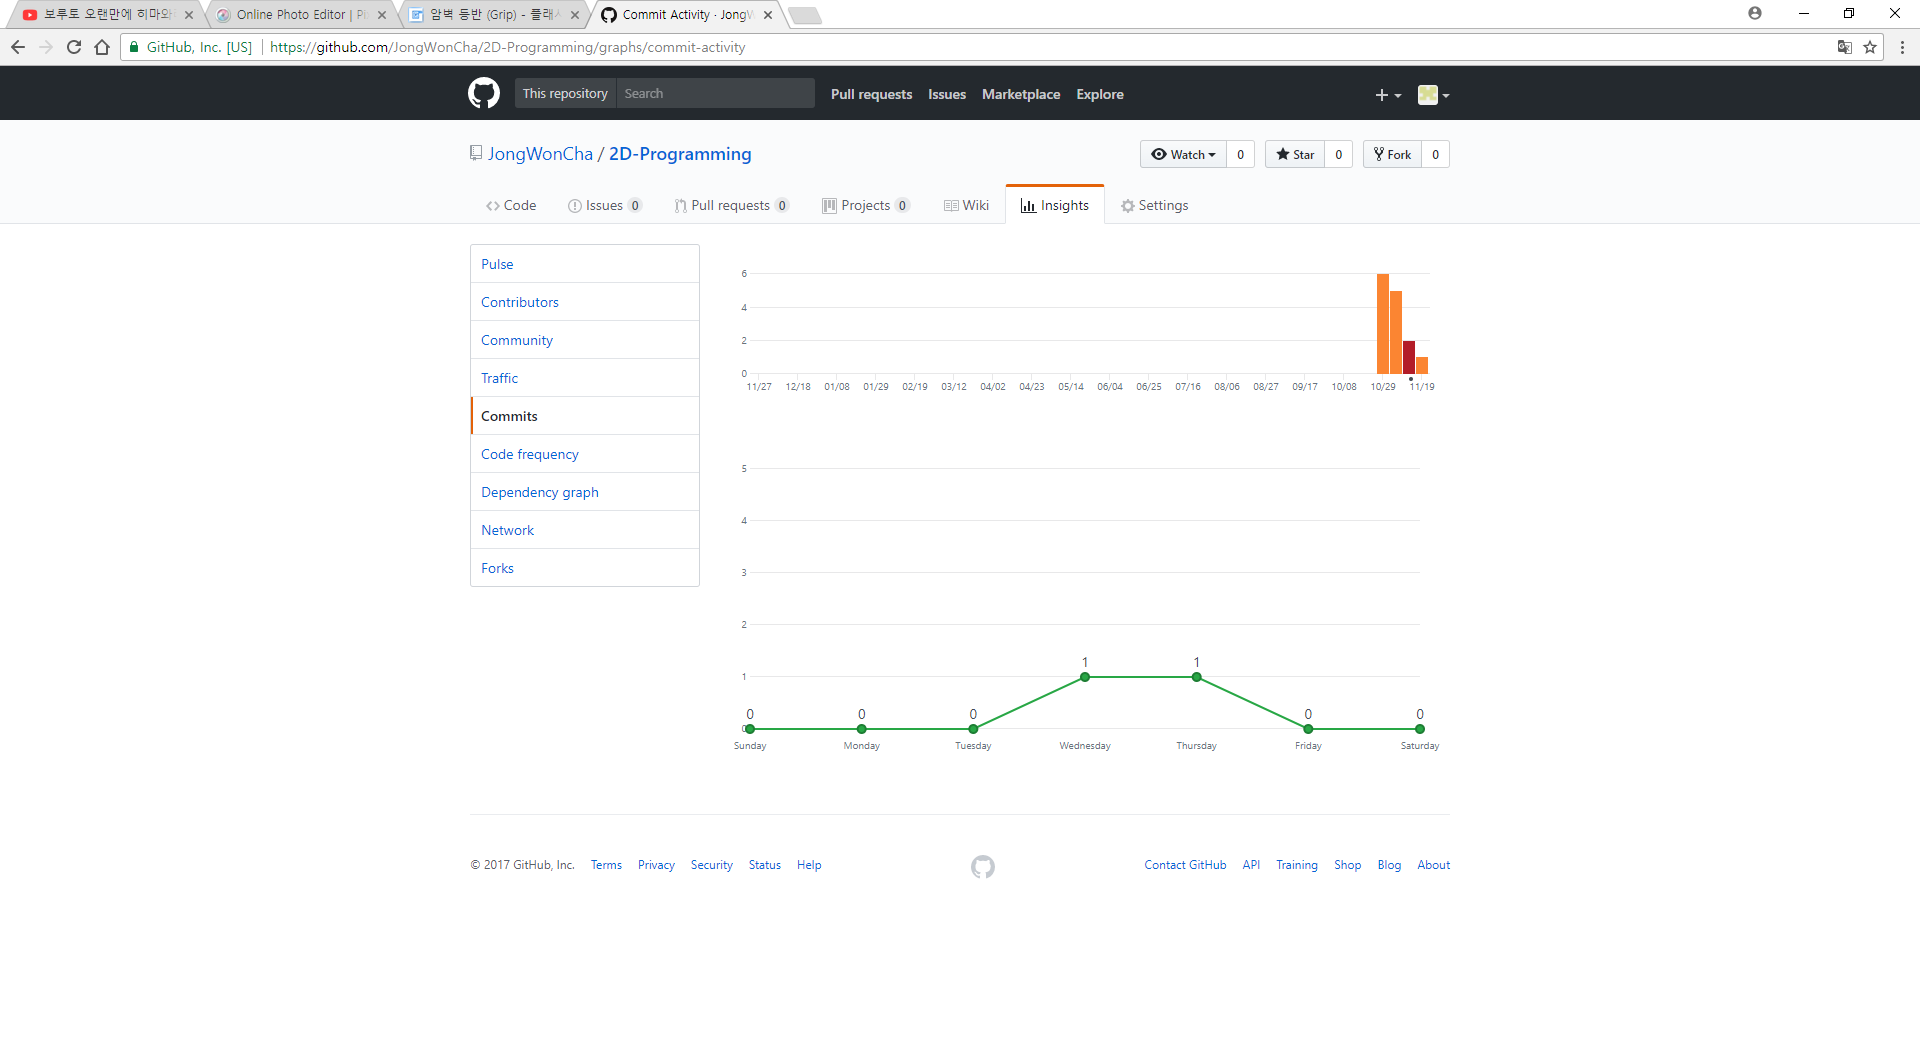 보루토 오랜만에 히마와
Online Photo Editor | Pi
암벽 등반 (Grip) - 플래시
Commit Activity · JongW
GitHub, Inc. [US] https://github.com/JongWonCha/2D-Programming/graphs/commit-activity
This repository Search Pull requests Issues Marketplace Explore
JongWonCha / 2D-Programming
Watch 0 Star 0 Fork 0
Code Issues 0 Pull requests 0 Projects 0 Wiki Insights Settings
Pulse
Contributors
Community
Traffic
Commits
Code frequency
Dependency graph
Network
Forks
6
4
2
0
11/27 12/18 01/08 01/29 02/19 03/12 04/02 04/23 05/14 06/04 06/25 07/16 08/06 08/27 09/17 10/08 10/29 11/19
5
4
3
2
1
0
0 0 0 1 1 0 0
Sunday Monday Tuesday Wednesday Thursday Friday Saturday
© 2017 GitHub, Inc. Terms Privacy Security Status Help
Contact GitHub API Training Shop Blog About